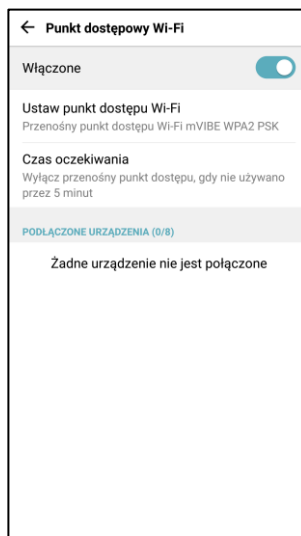 Punkt dostępowy Wi-Fi
Włączone
Ustaw punkt dostępu Wi-Fi
Przenośny punkt dostępu Wi-Fi mVIBE WPA2 PSK
Czas oczekiwania
Wyłącz przenośny punkt dostępu, gdy nie używano
przez 5 minut
PODŁĄCZONE URZĄDZENIA (0/8)
Żadne urządzenie nie jest połączone